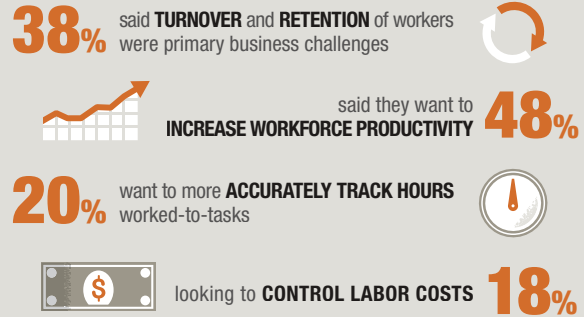 38% said TURNOVER and RETENTION of workers
were primary business challenges
said they want to
INCREASE WORKFORCE PRODUCTIVITY 48%
20% want to more ACCURATELY TRACK HOURS
worked-to-tasks
$
looking to CONTROL LABOR COSTS 18%